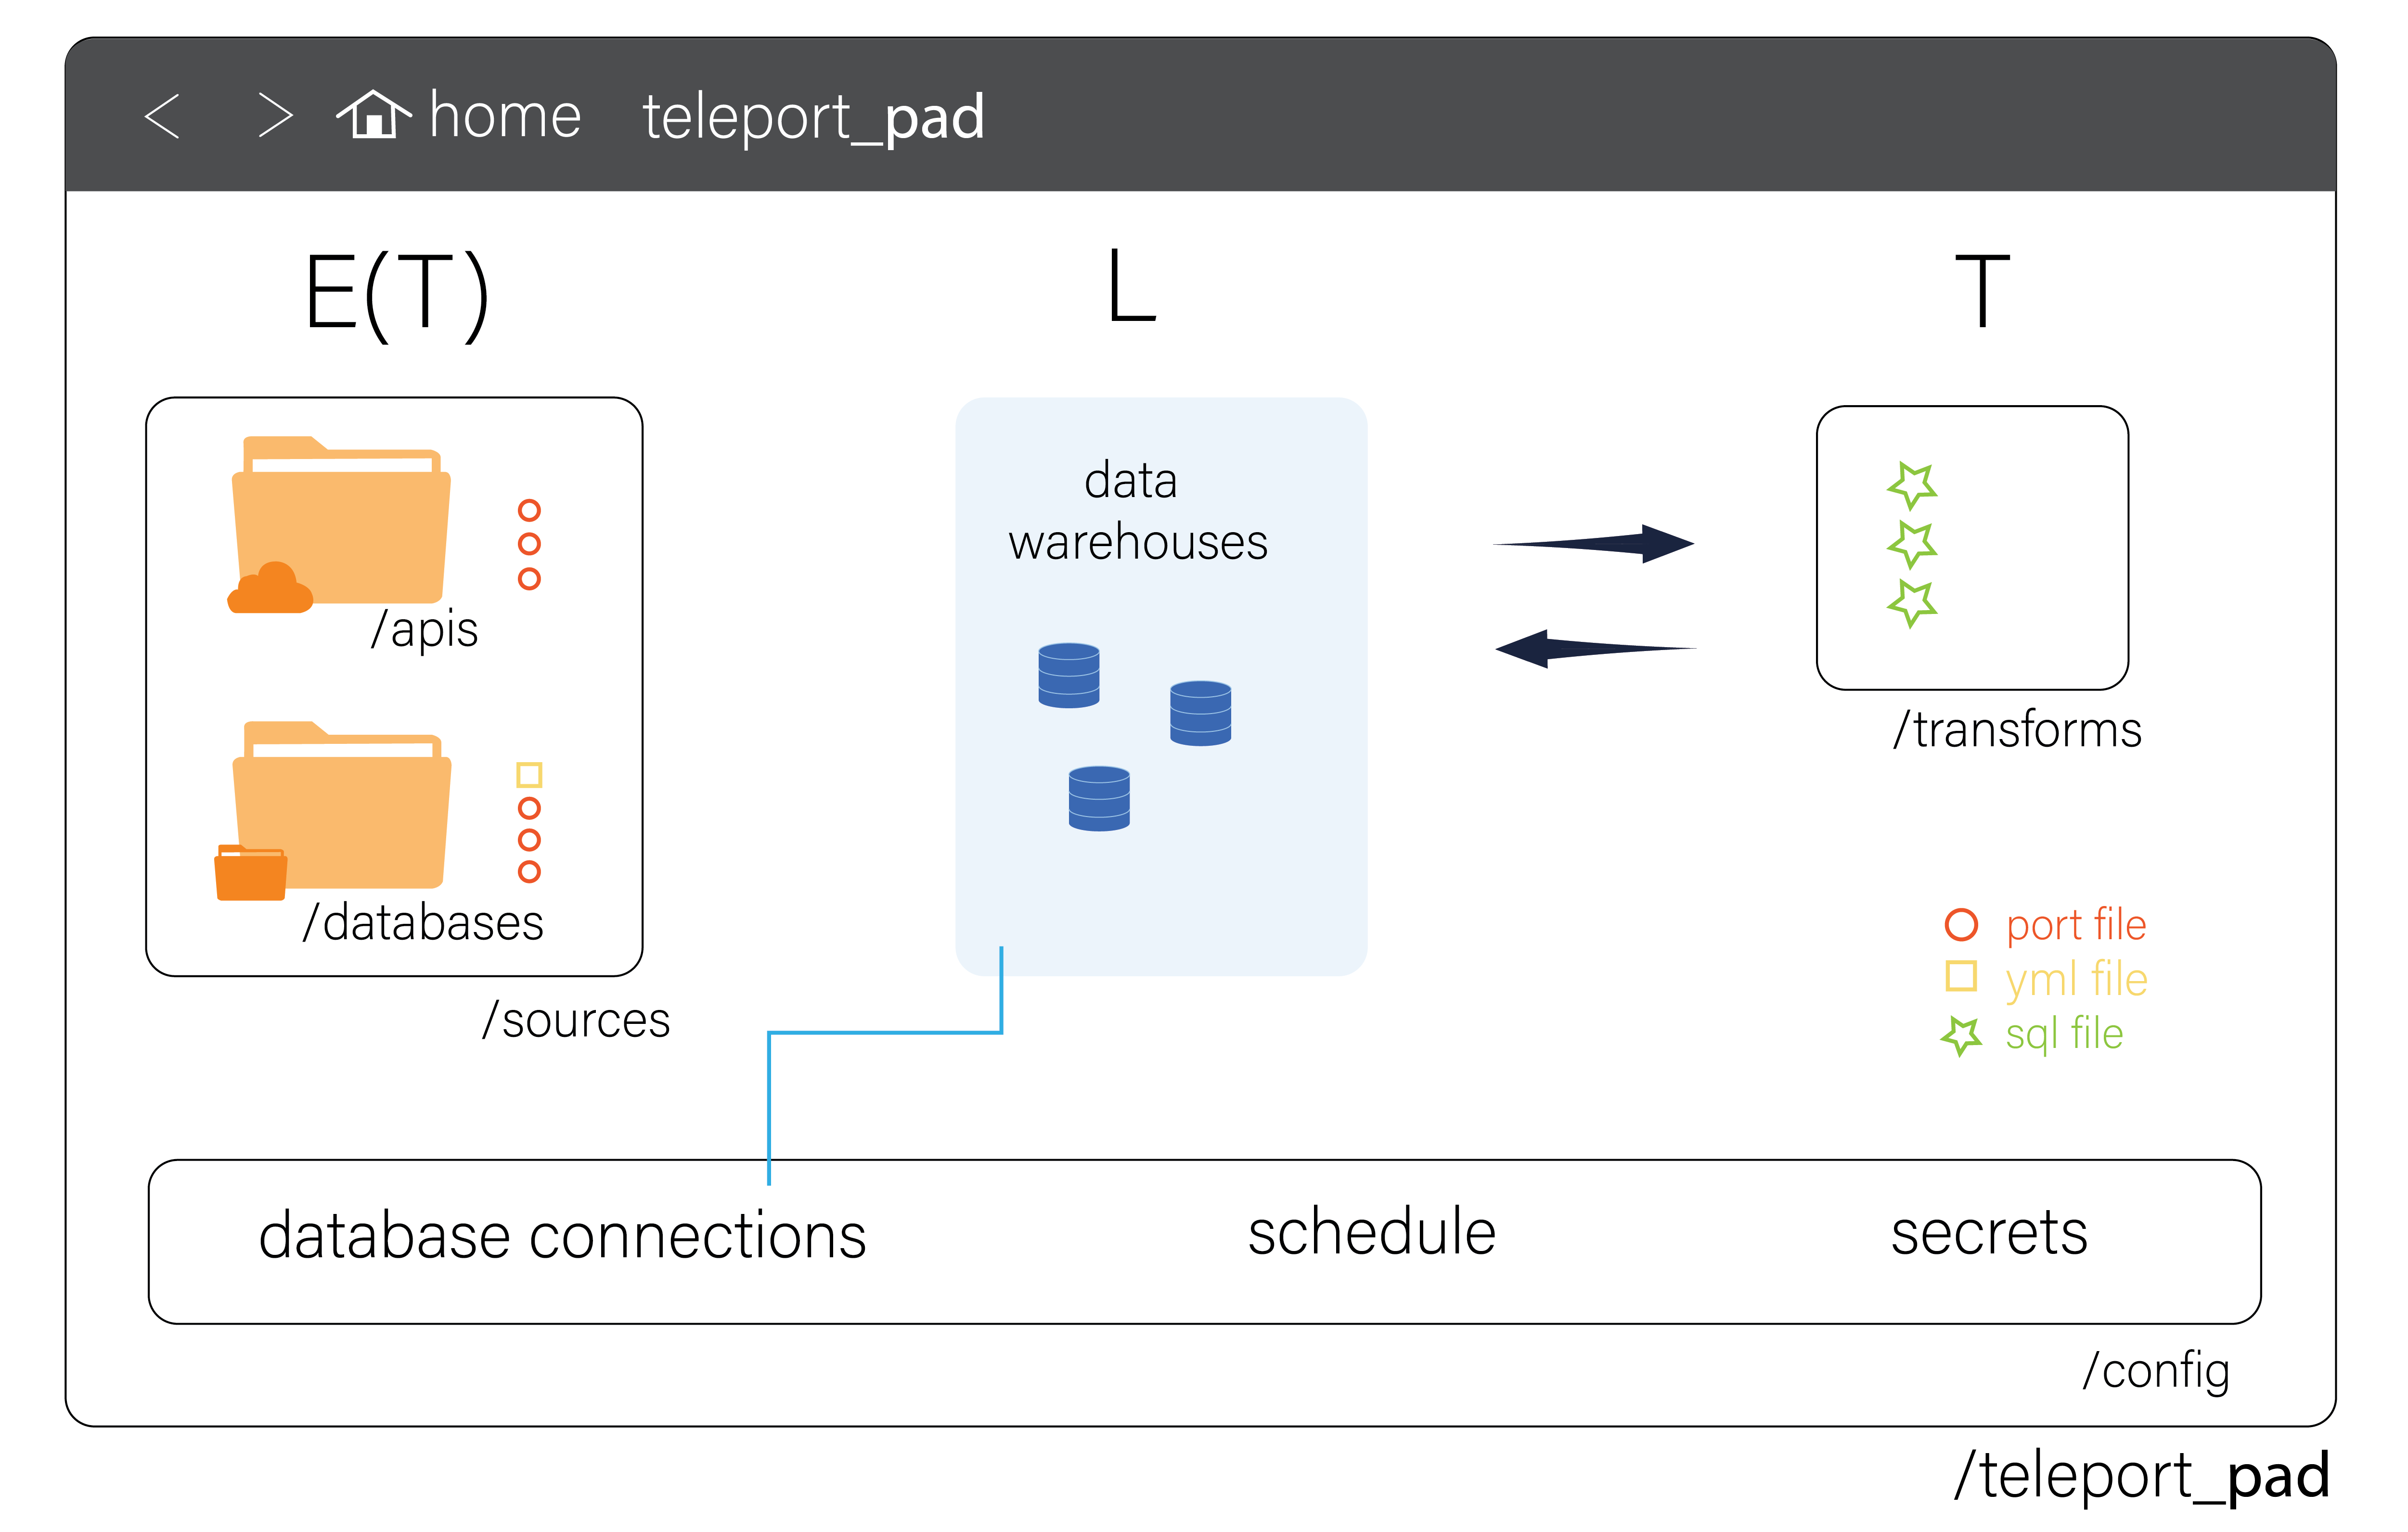 home teleport_pad
E(T)
L
T
/apis
/databases
/sources
data
warehouses
/transforms
port file
yml file
sql file
database connections
schedule
secrets
/config
/teleport_pad